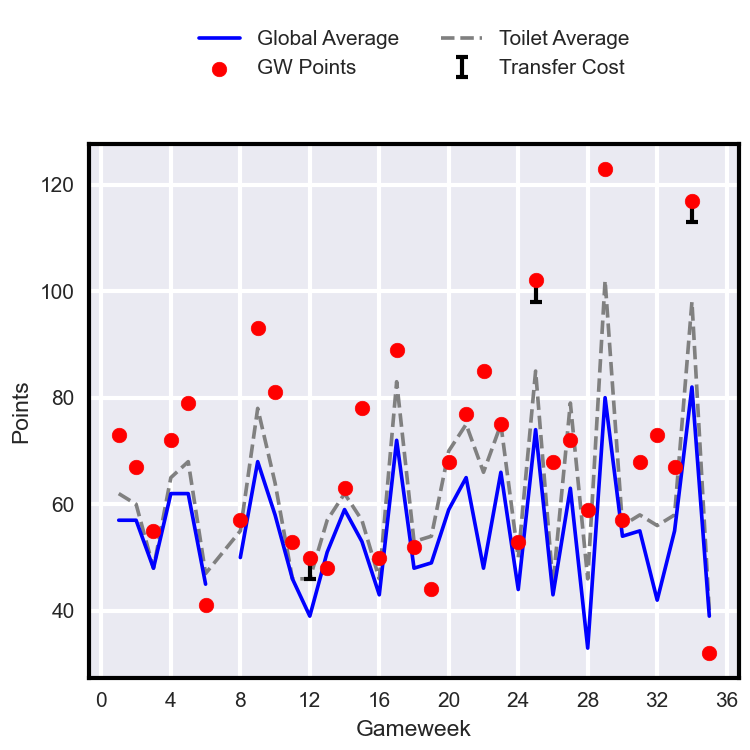 Global Average
GW Points
Toilet Average
Transfer Cost
120
100
80
60
40
Points
0 4 8 12 16 20 24 28 32 36
Gameweek